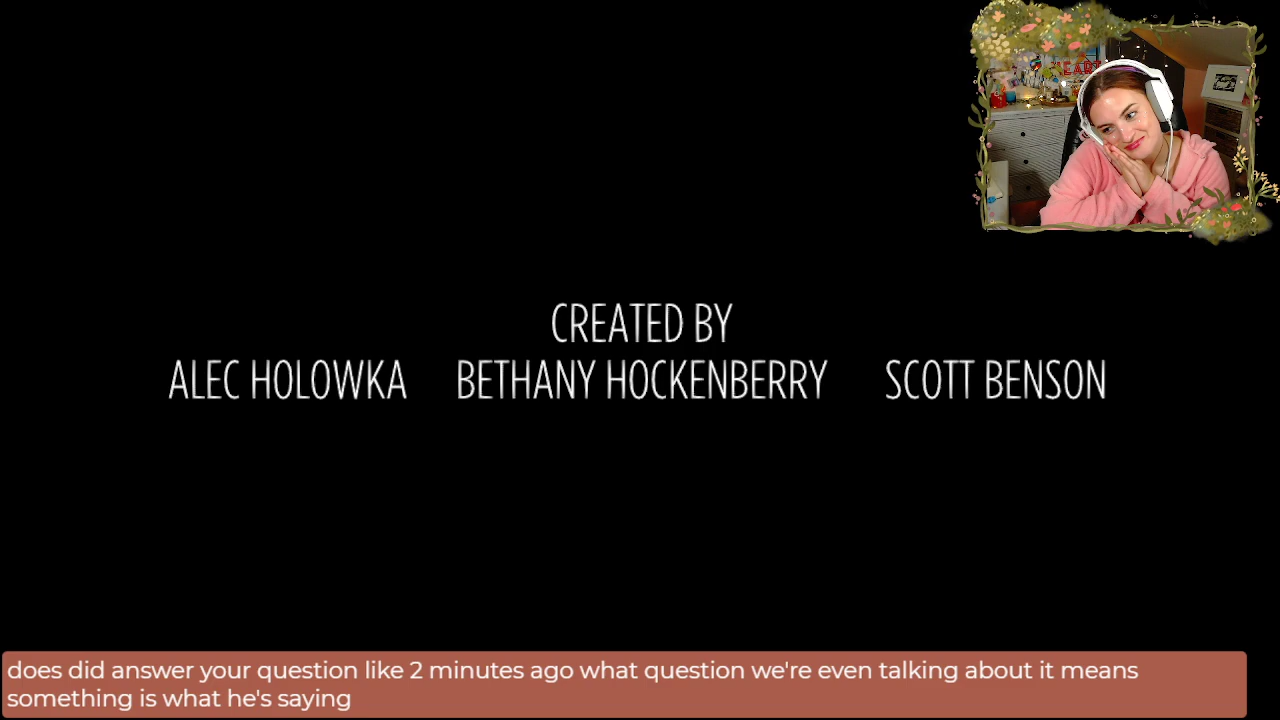 HEART
CREATED BY
ALEC HOLOWKA BETHANY HOCKENBERRY SCOTT BENSON
does did answer your question like 2 minutes ago what question we're even talking about it means
something is what he's saying